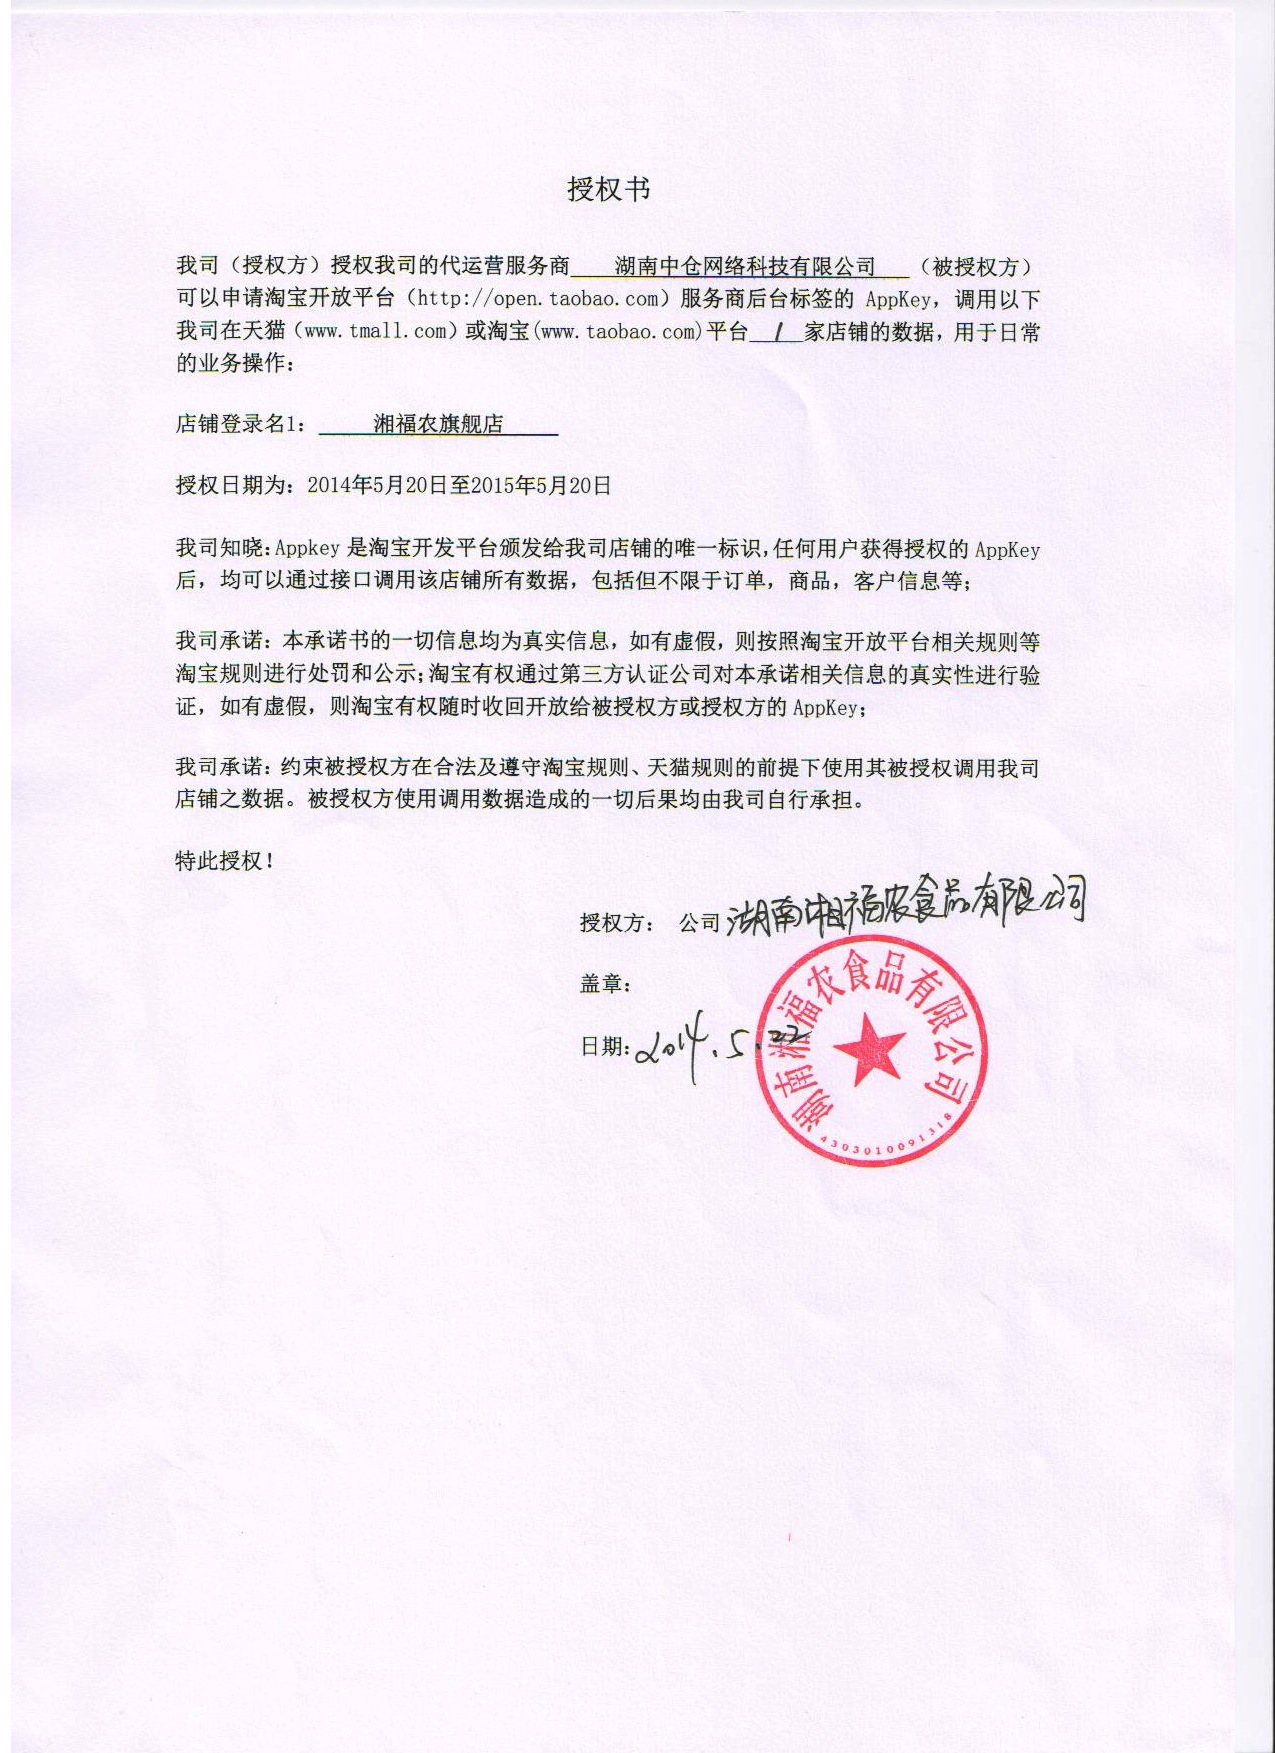 授权书
我司（授权方）授权我司的代运营服务商 湖南中仓网络科技有限公司 （被授权方）
可以申请淘宝开放平台（http://open.taobao.com）服务商后台标签的 AppKey，调用以下
我司在天猫（www.tmall.com）或淘宝(www.taobao.com)平台 1 家店铺的数据，用于日常
的业务操作：
店铺登录名1： 湘福农旗舰店
授权日期为：2014年5月20日至2015年5月20日
我司知晓：Appkey 是淘宝开发平台颁发给我司店铺的唯一标识，任何用户获得授权的 AppKey
后，均可以通过接口调用该店铺所有数据，包括但不限于订单，商品，客户信息等；
我司承诺：本承诺书的一切信息均为真实信息，如有虚假，则按照淘宝开放平台相关规则等
淘宝规则进行处罚和公示；淘宝有权通过第三方认证公司对本承诺相关信息的真实性进行验
证，如有虚假，则淘宝有权随时收回开放给被授权方或授权方的 AppKey；
我司承诺：约束被授权方在合法及遵守淘宝规则、天猫规则的前提下使用其被授权调用我司
店铺之数据。被授权方使用调用数据造成的一切后果均由我司自行承担。
特此授权！
授权方： 公司 湖南湘福农食品有限公司
盖章：
日期：2014.5.22
湖南湘福农食品有限公司
4303010091318